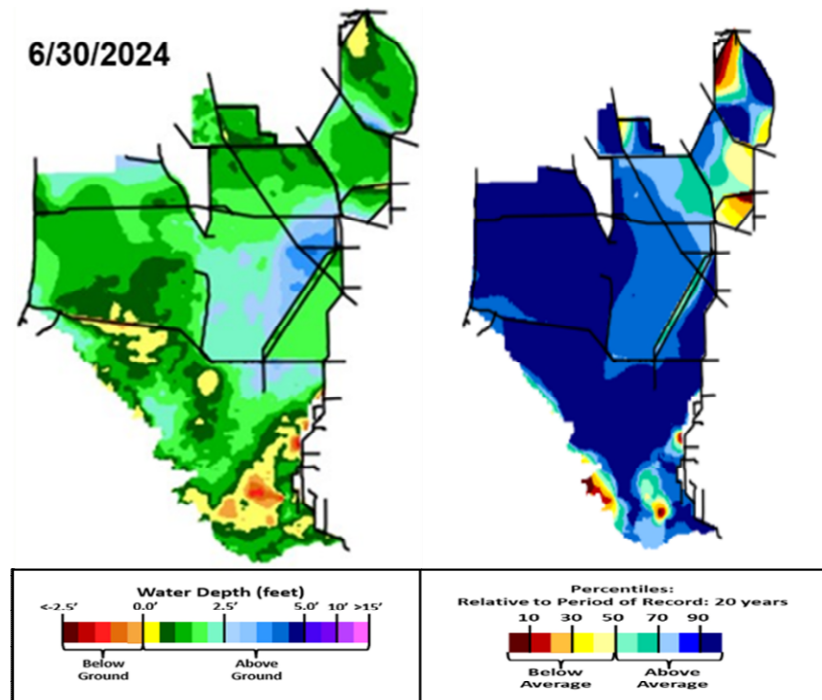 6/30/2024
Water Depth (feet)
<-2.5' 0.0' 2.5' 5.0' 10' >15'
Below Ground
Above Ground
Percentiles:
Relative to Period of Record: 20 years
10 30 50 70 90
Below Average
Above Average